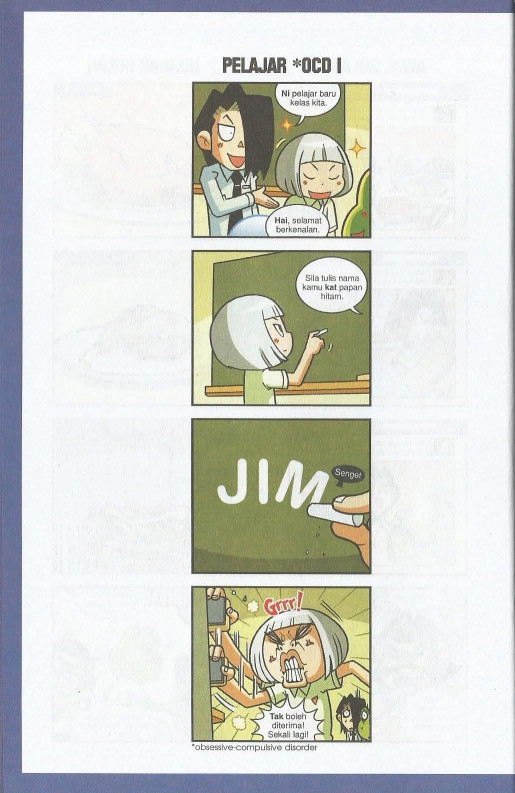 PELAJAR *OCD I
Ni pelajar baru
kelas kita.
Hai, selamat
berkenalan.
Sila tulis nama
kamu kat papan
hitam.
JIM
Senget
Grrr!
Tak boleh
diterima!
Sekali lagi!
*obsessive-compulsive disorder